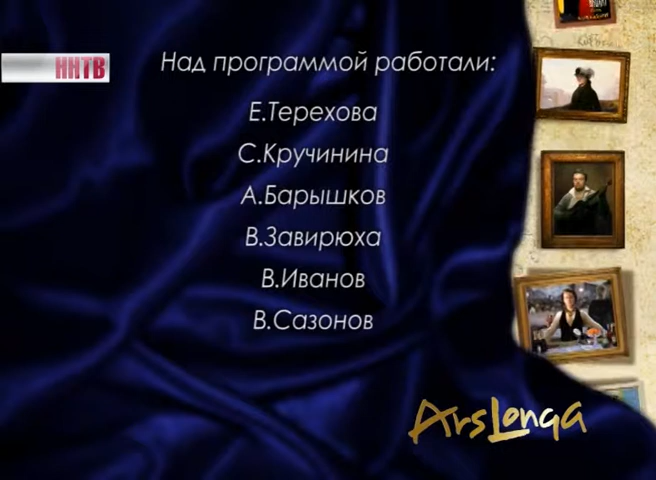 ННТВ
Над программой работали:
Е.Терехова
С.Кручинина
А.Барышков
В.Завирюха
В.Иванов
В.Сазонов
ArsLonga